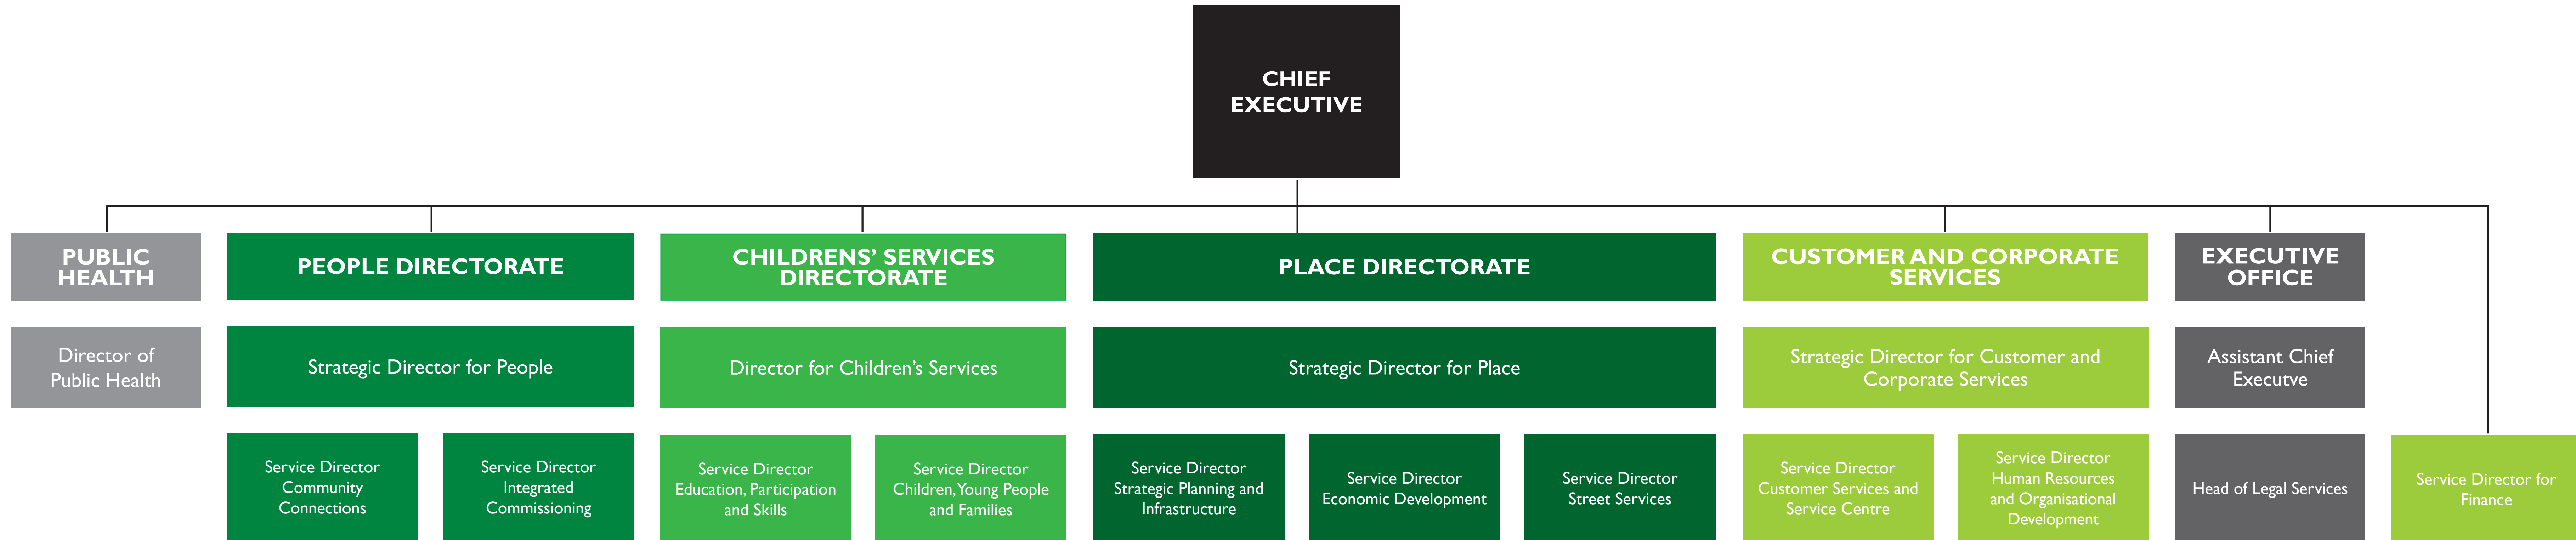 CHIEF
EXECUTIVE
PUBLIC
HEALTH
PEOPLE DIRECTORATE
CHILDRENS’ SERVICES
DIRECTORATE
PLACE DIRECTORATE
CUSTOMER AND CORPORATE
SERVICES
EXECUTIVE
OFFICE
Director of
Public Health
Strategic Director for People
Director for Children’s Services
Strategic Director for Place
Strategic Director for Customer and
Corporate Services
Assistant Chief
Executve
Service Director
Community
Connections
Service Director
Integrated
Commissioning
Service Director
Education, Participation
and Skills
Service Director
Children, Young People
and Families
Service Director
Strategic Planning and
Infrastructure
Service Director
Economic Development
Service Director
Street Services
Service Director
Customer Services and
Service Centre
Service Director
Human Resources
and Organisational
Development
Head of Legal Services
Service Director for
Finance